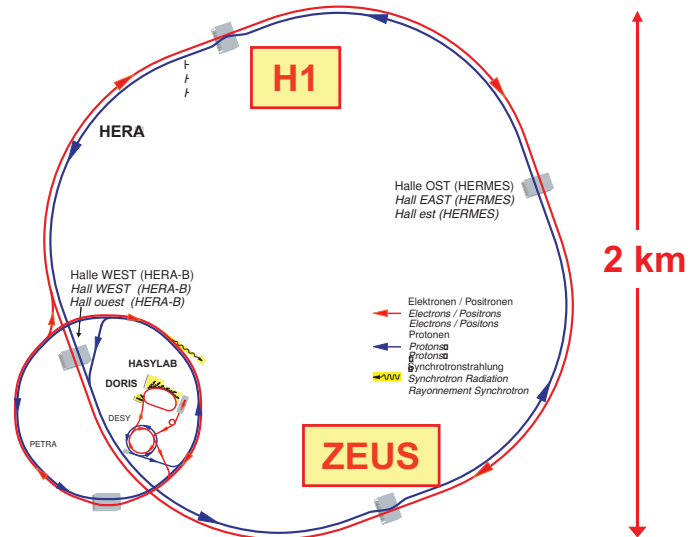 H1
HERA
Halle OST (HERMES)
Hall EAST (HERMES)
Hall est (HERMES)
2 km
Halle WEST (HERA-B)
Hall WEST (HERA-B)
Hall ouest (HERA-B)
Elektronen / Positronen
Electrons / Positrons
Electrons / Positons
Protonen
Protons
Protons
Synchrotronstrahlung
Synchrotron Radiation
Rayonnement Synchrotron
HASYLAB
DORIS
DESY
PETRA
ZEUS